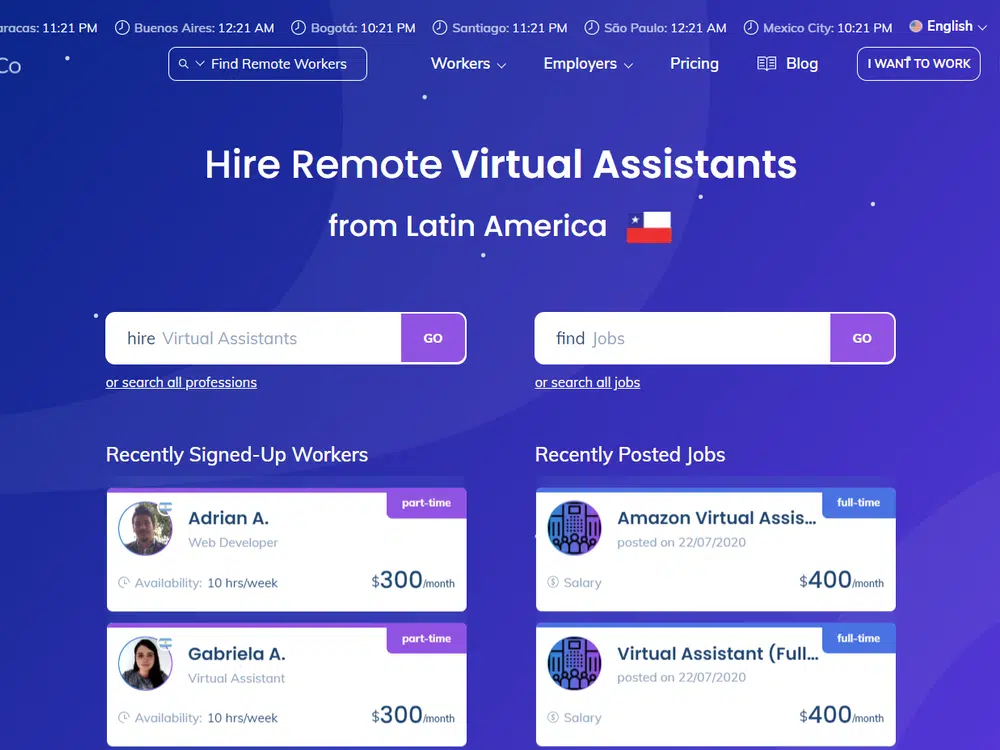 aracas: 11:21 PM Buenos Aires: 12:21 AM Bogotá: 10:21 PM Santiago: 11:21 PM São Paulo: 12:21 AM Mexico City: 10:21 PM English
Co Find Remote Workers Workers Employers Pricing Blog I WANT TO WORK
Hire Remote Virtual Assistants
from Latin America
hire Virtual Assistants GO
or search all professions
find Jobs GO
or search all jobs
Recently Signed-Up Workers
part-time
Adrian A.
Web Developer
Availability: 10 hrs/week $300/month
part-time
Gabriela A.
Virtual Assistant
Availability: 10 hrs/week $300/month
Recently Posted Jobs
full-time
Amazon Virtual Assis...
posted on 22/07/2020
Salary $400/month
full-time
Virtual Assistant (Full...
posted on 22/07/2020
Salary $400/month